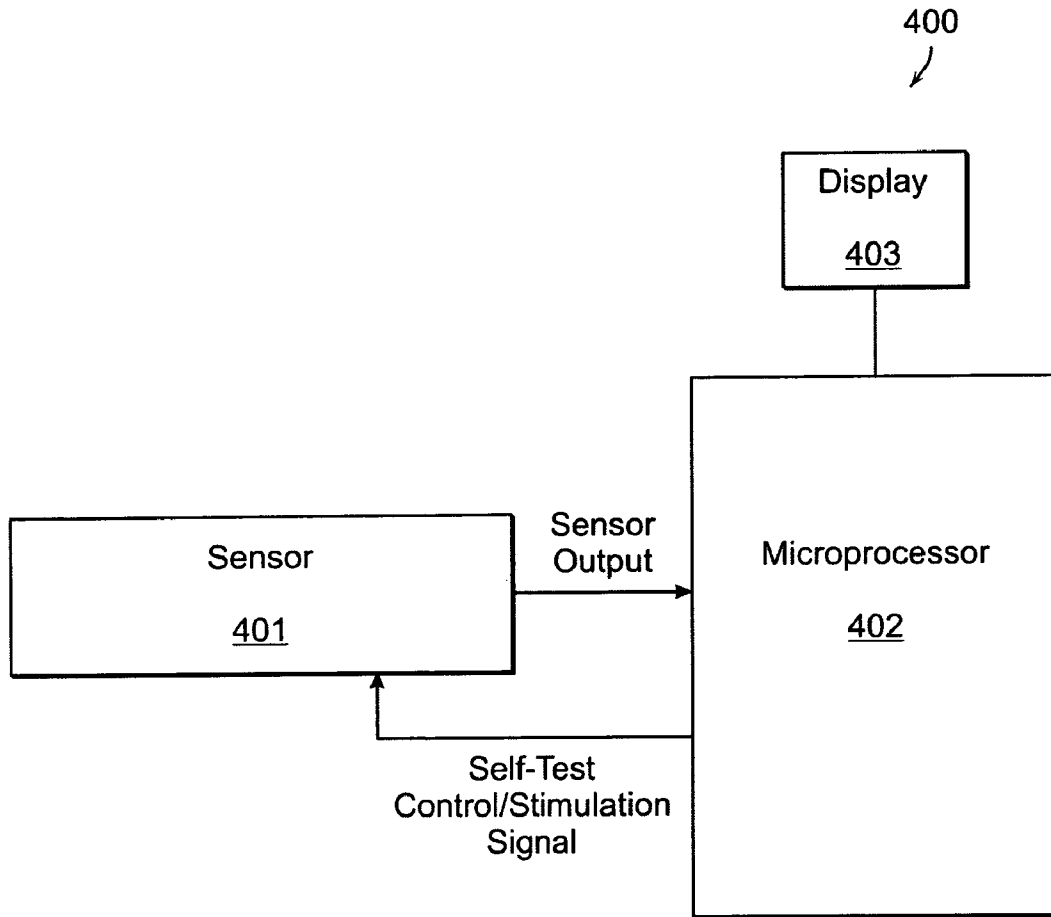 400
Display
403
Sensor
401
Sensor
Output
Microprocessor
402
Self-Test
Control/Stimulation
Signal